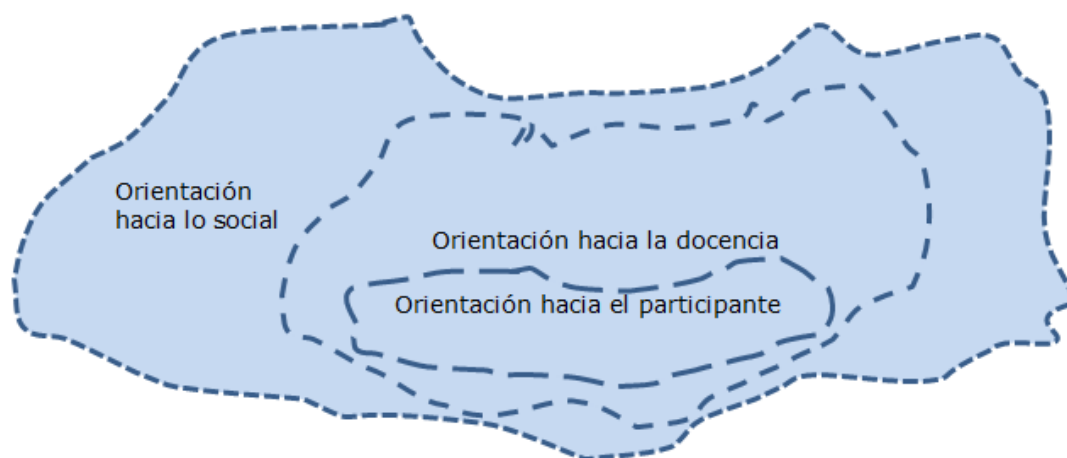 Orientación
hacia lo social
Orientación hacia la docencia
Orientación hacia el participante